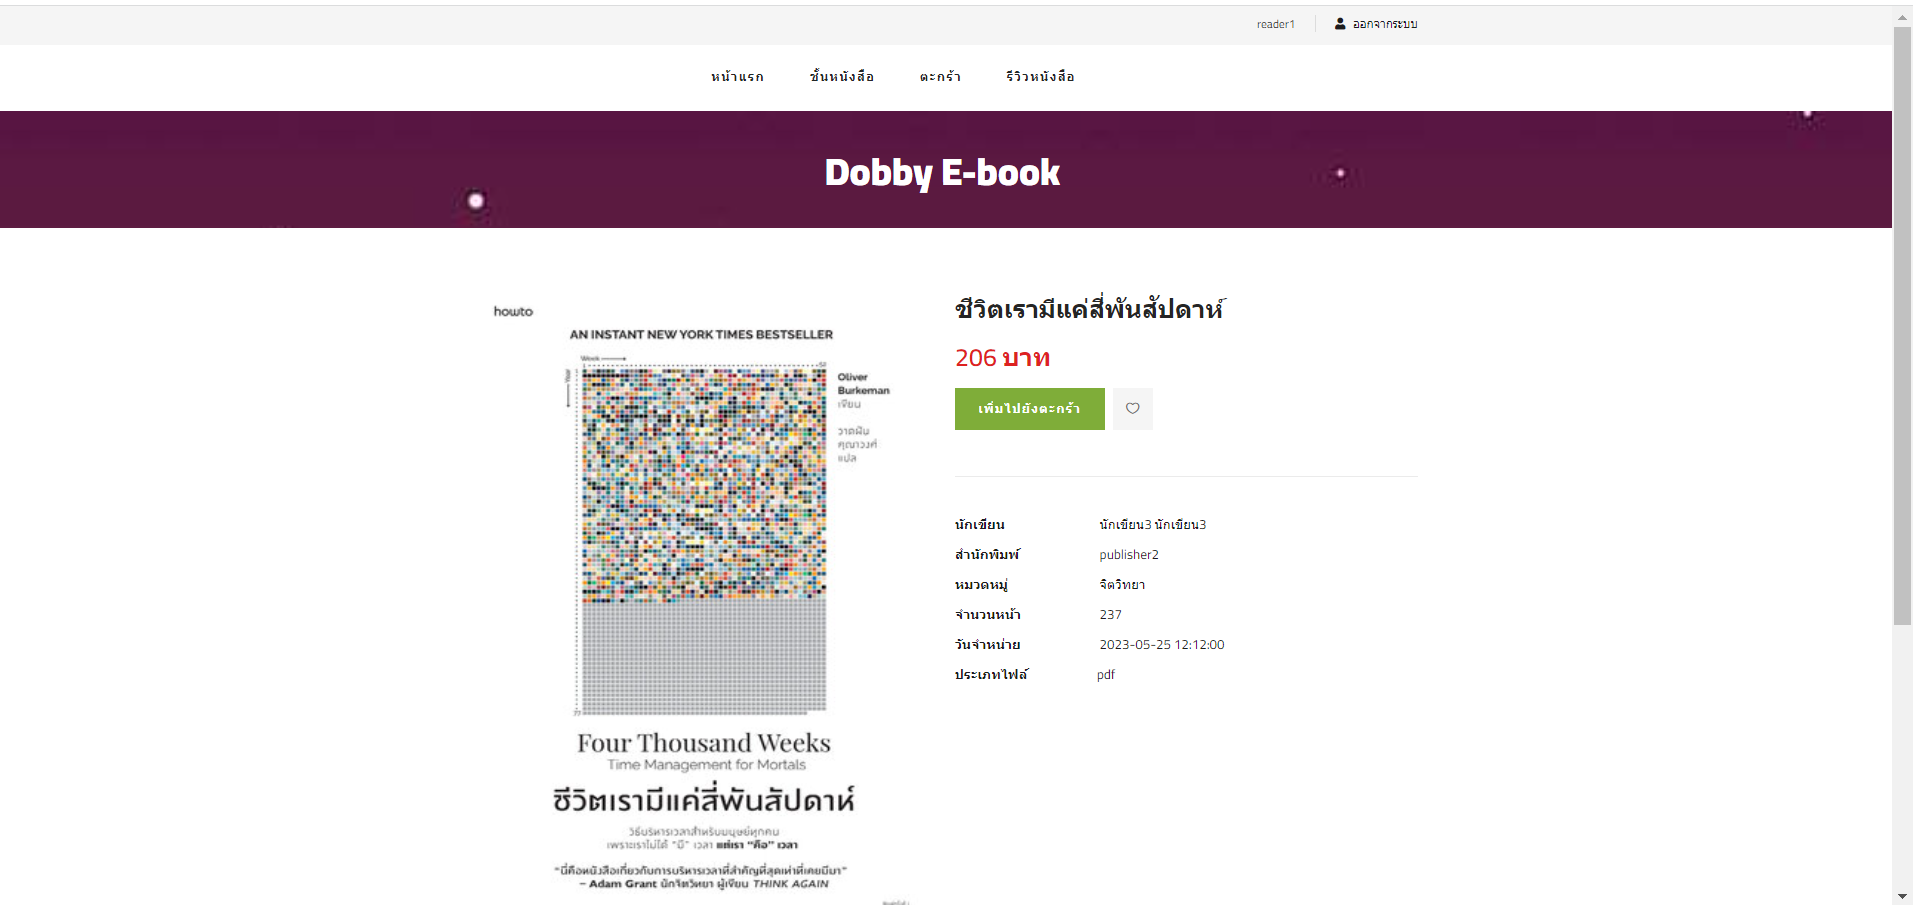 reader1
ออกจากระบบ
หน้าแรก
ชั้นหนังสือ
ตะกร้า
รีวิวหนังสือ
Dobby E-book
howto
AN INSTANT NEW YORK TIMES BESTSELLER
Week
52
Year
Oliver
Burkeman
เขียน
วาดฝัน
คุณาวงศ์
แปล
77
Four Thousand Weeks
Time Management for Mortals
ชีวิตเรามีแค่สี่พันสัปดาห์
วิธีบริหารเวลาสำหรับมนุษย์ทุกคน
เพราะเราไม่ได้ “มี” เวลา แต่เรา “คือ” เวลา
“นี่คือหนังสือเกี่ยวกับการบริหารเวลาที่สำคัญที่สุดเท่าที่เคยมีมา”
– Adam Grant นักจิตวิทยา ผู้เขียน THINK AGAIN
ชีวิตเรามีแค่สี่พันสัปดาห์
206 บาท
เพิ่มไปยังตะกร้า
นักเขียน นักเขียน3 นักเขียน3
สำนักพิมพ์ publisher2
หมวดหมู่ จิตวิทยา
จำนวนหน้า 237
วันจำหน่าย 2023-05-25 12:12:00
ประเภทไฟล์ pdf